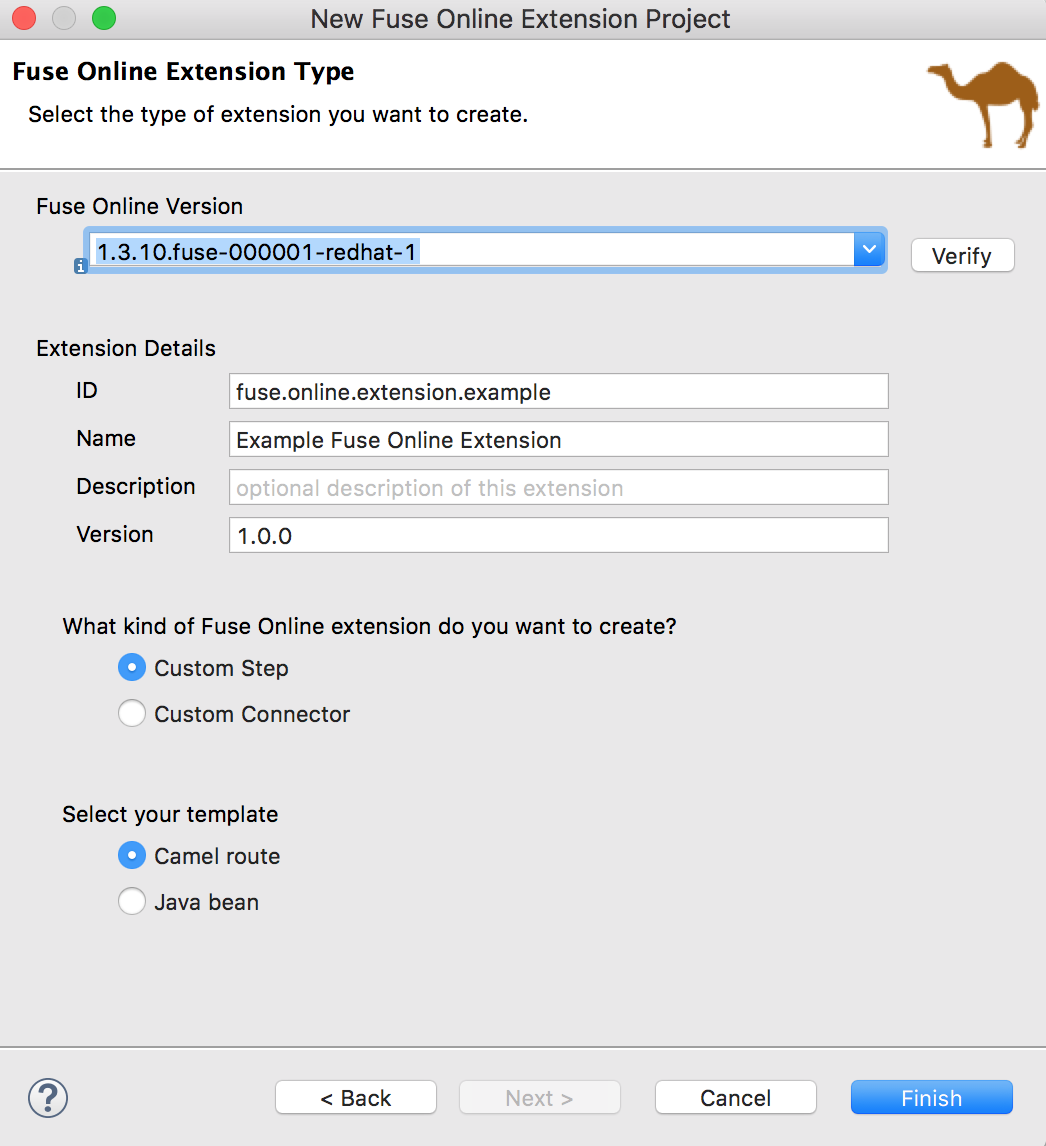 New Fuse Online Extension Project
Fuse Online Extension Type
Select the type of extension you want to create.
Fuse Online Version
1.3.10.fuse-000001-redhat-1
i
Verify
Extension Details
ID
fuse.online.extension.example
Name
Example Fuse Online Extension
Description
optional description of this extension
Version
1.0.0
What kind of Fuse Online extension do you want to create?
Custom Step
Custom Connector
Select your template
Camel route
Java bean
?
< Back
Next >
Cancel
Finish